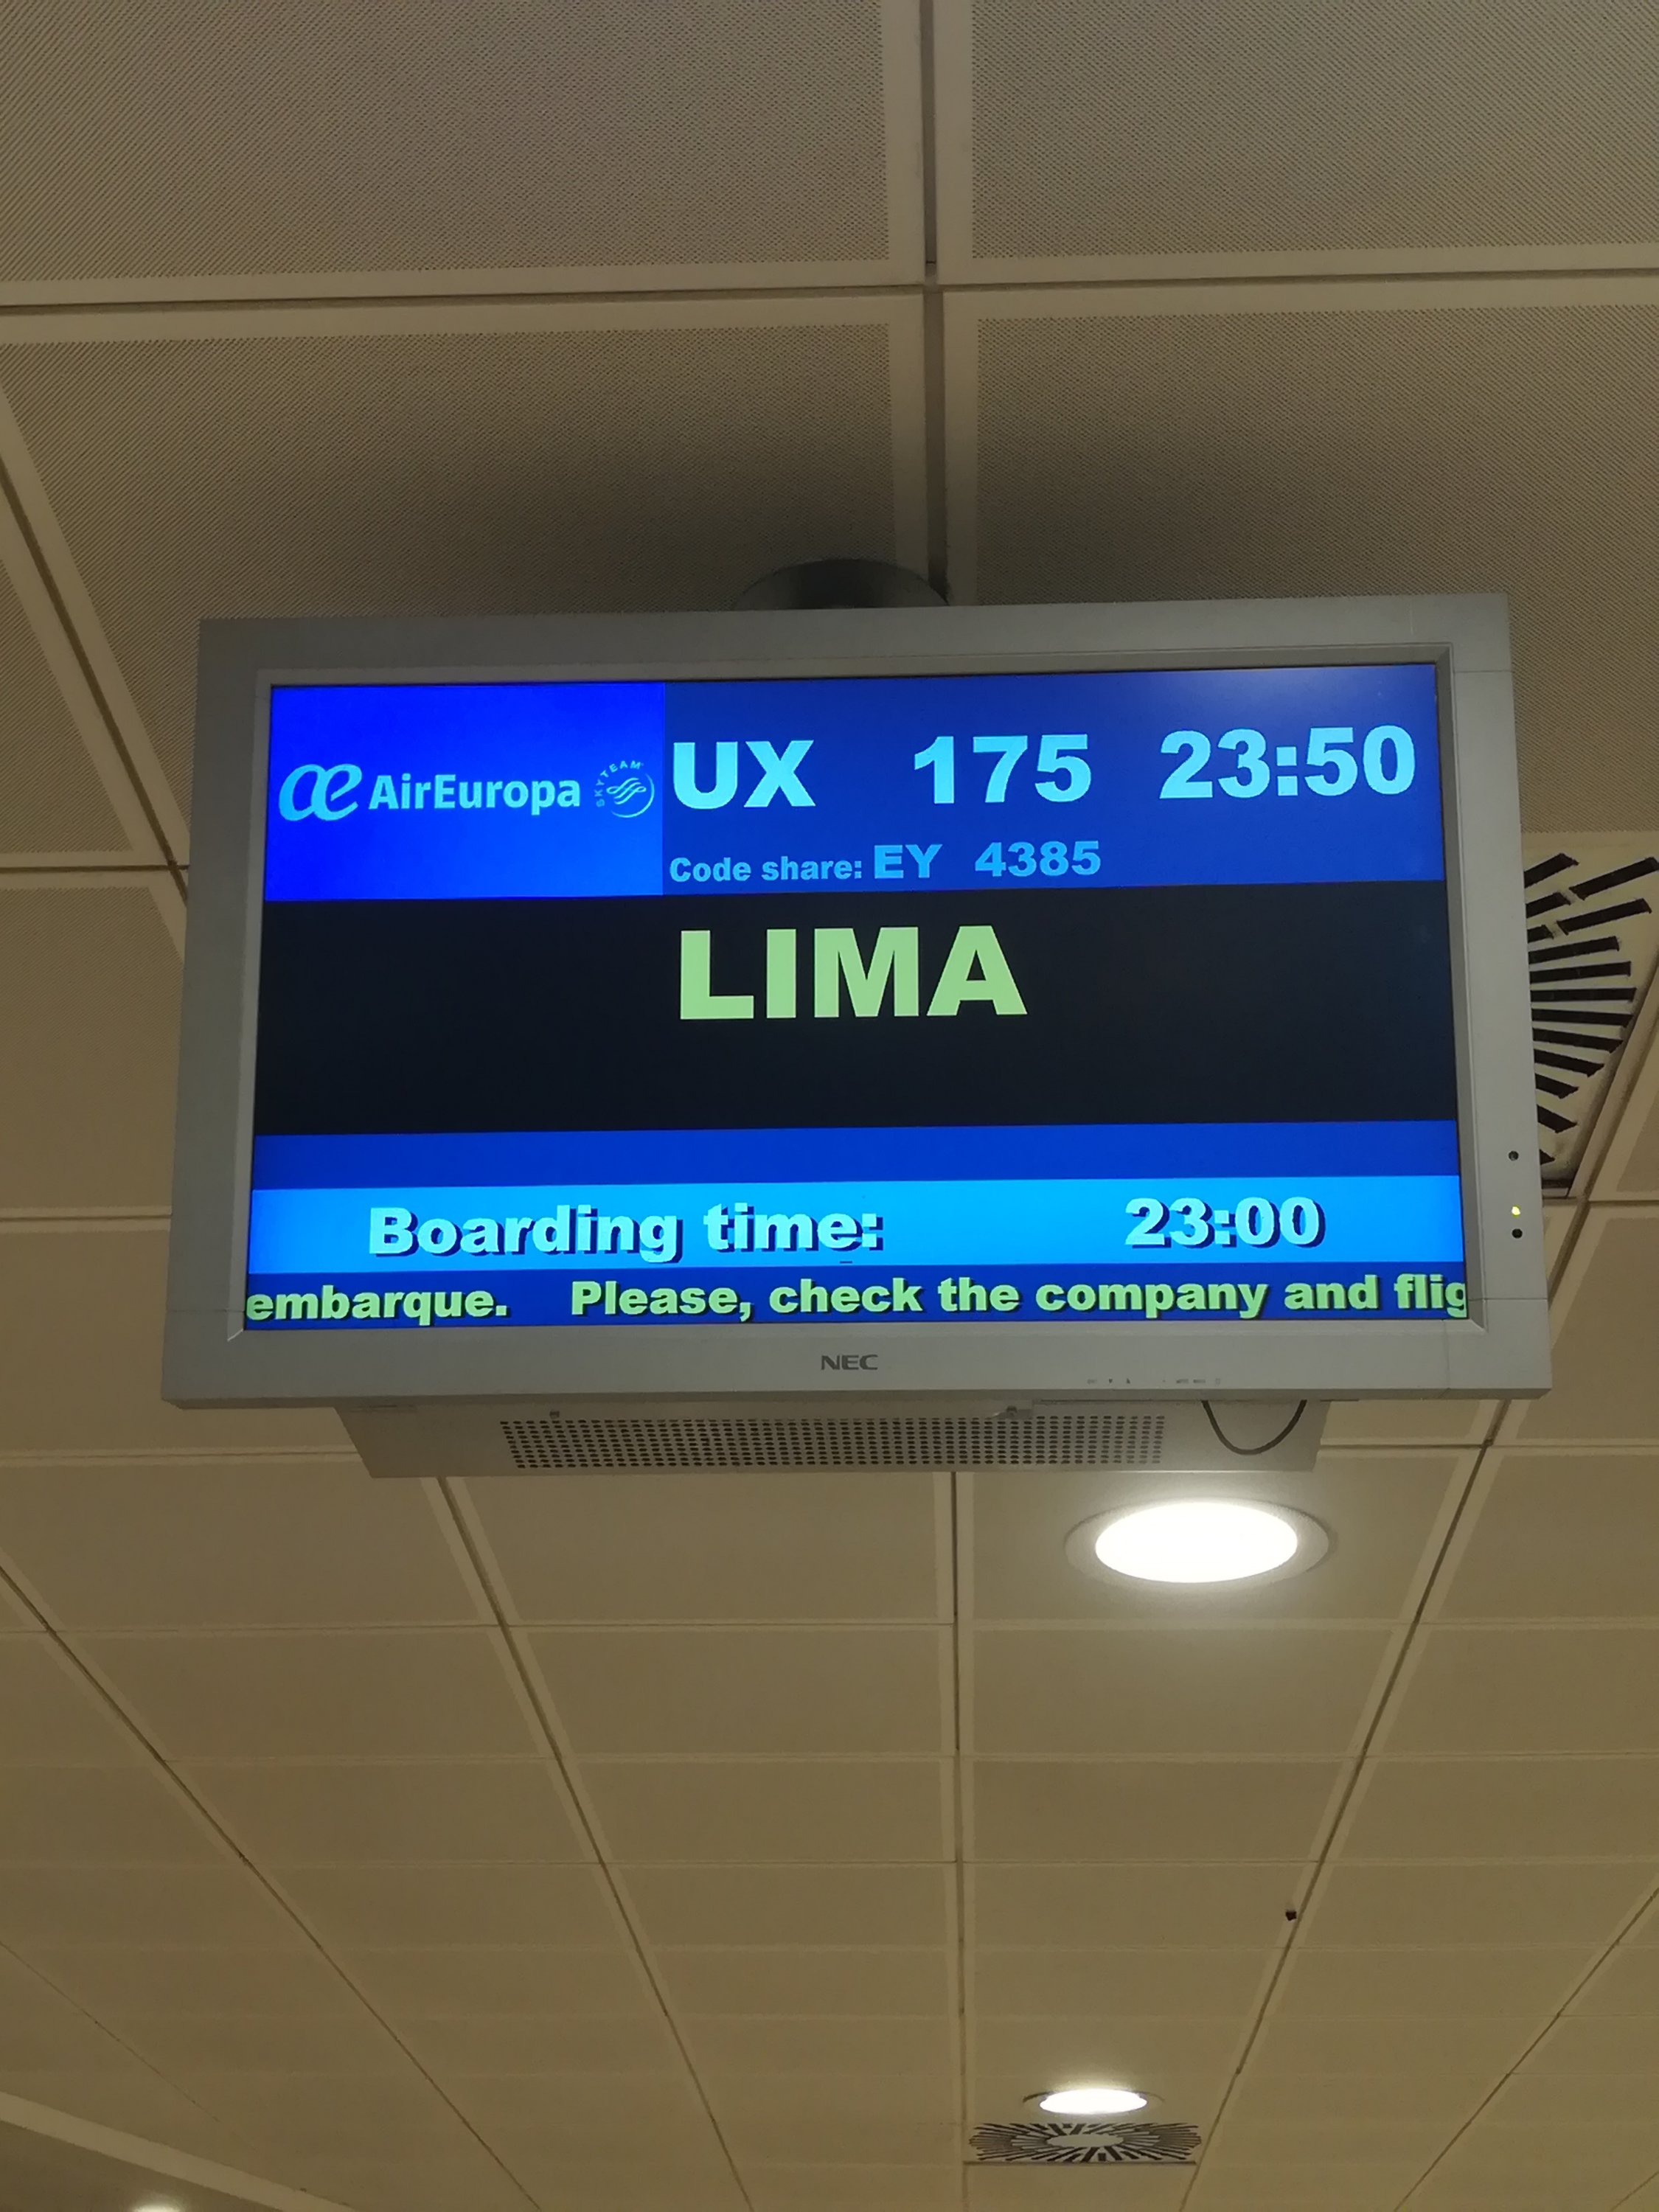 æ AirEuropa SKYTEAM UX 175 23:50
Code share: EY 4385
LIMA
Boarding time: 23:00
embarque. Please, check the company and flig
NEC